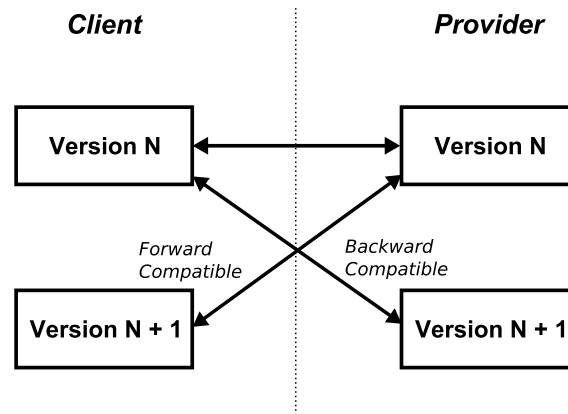 Client
Provider
Version N
Version N
Forward
Compatible
Backward
Compatible
Version N + 1
Version N + 1